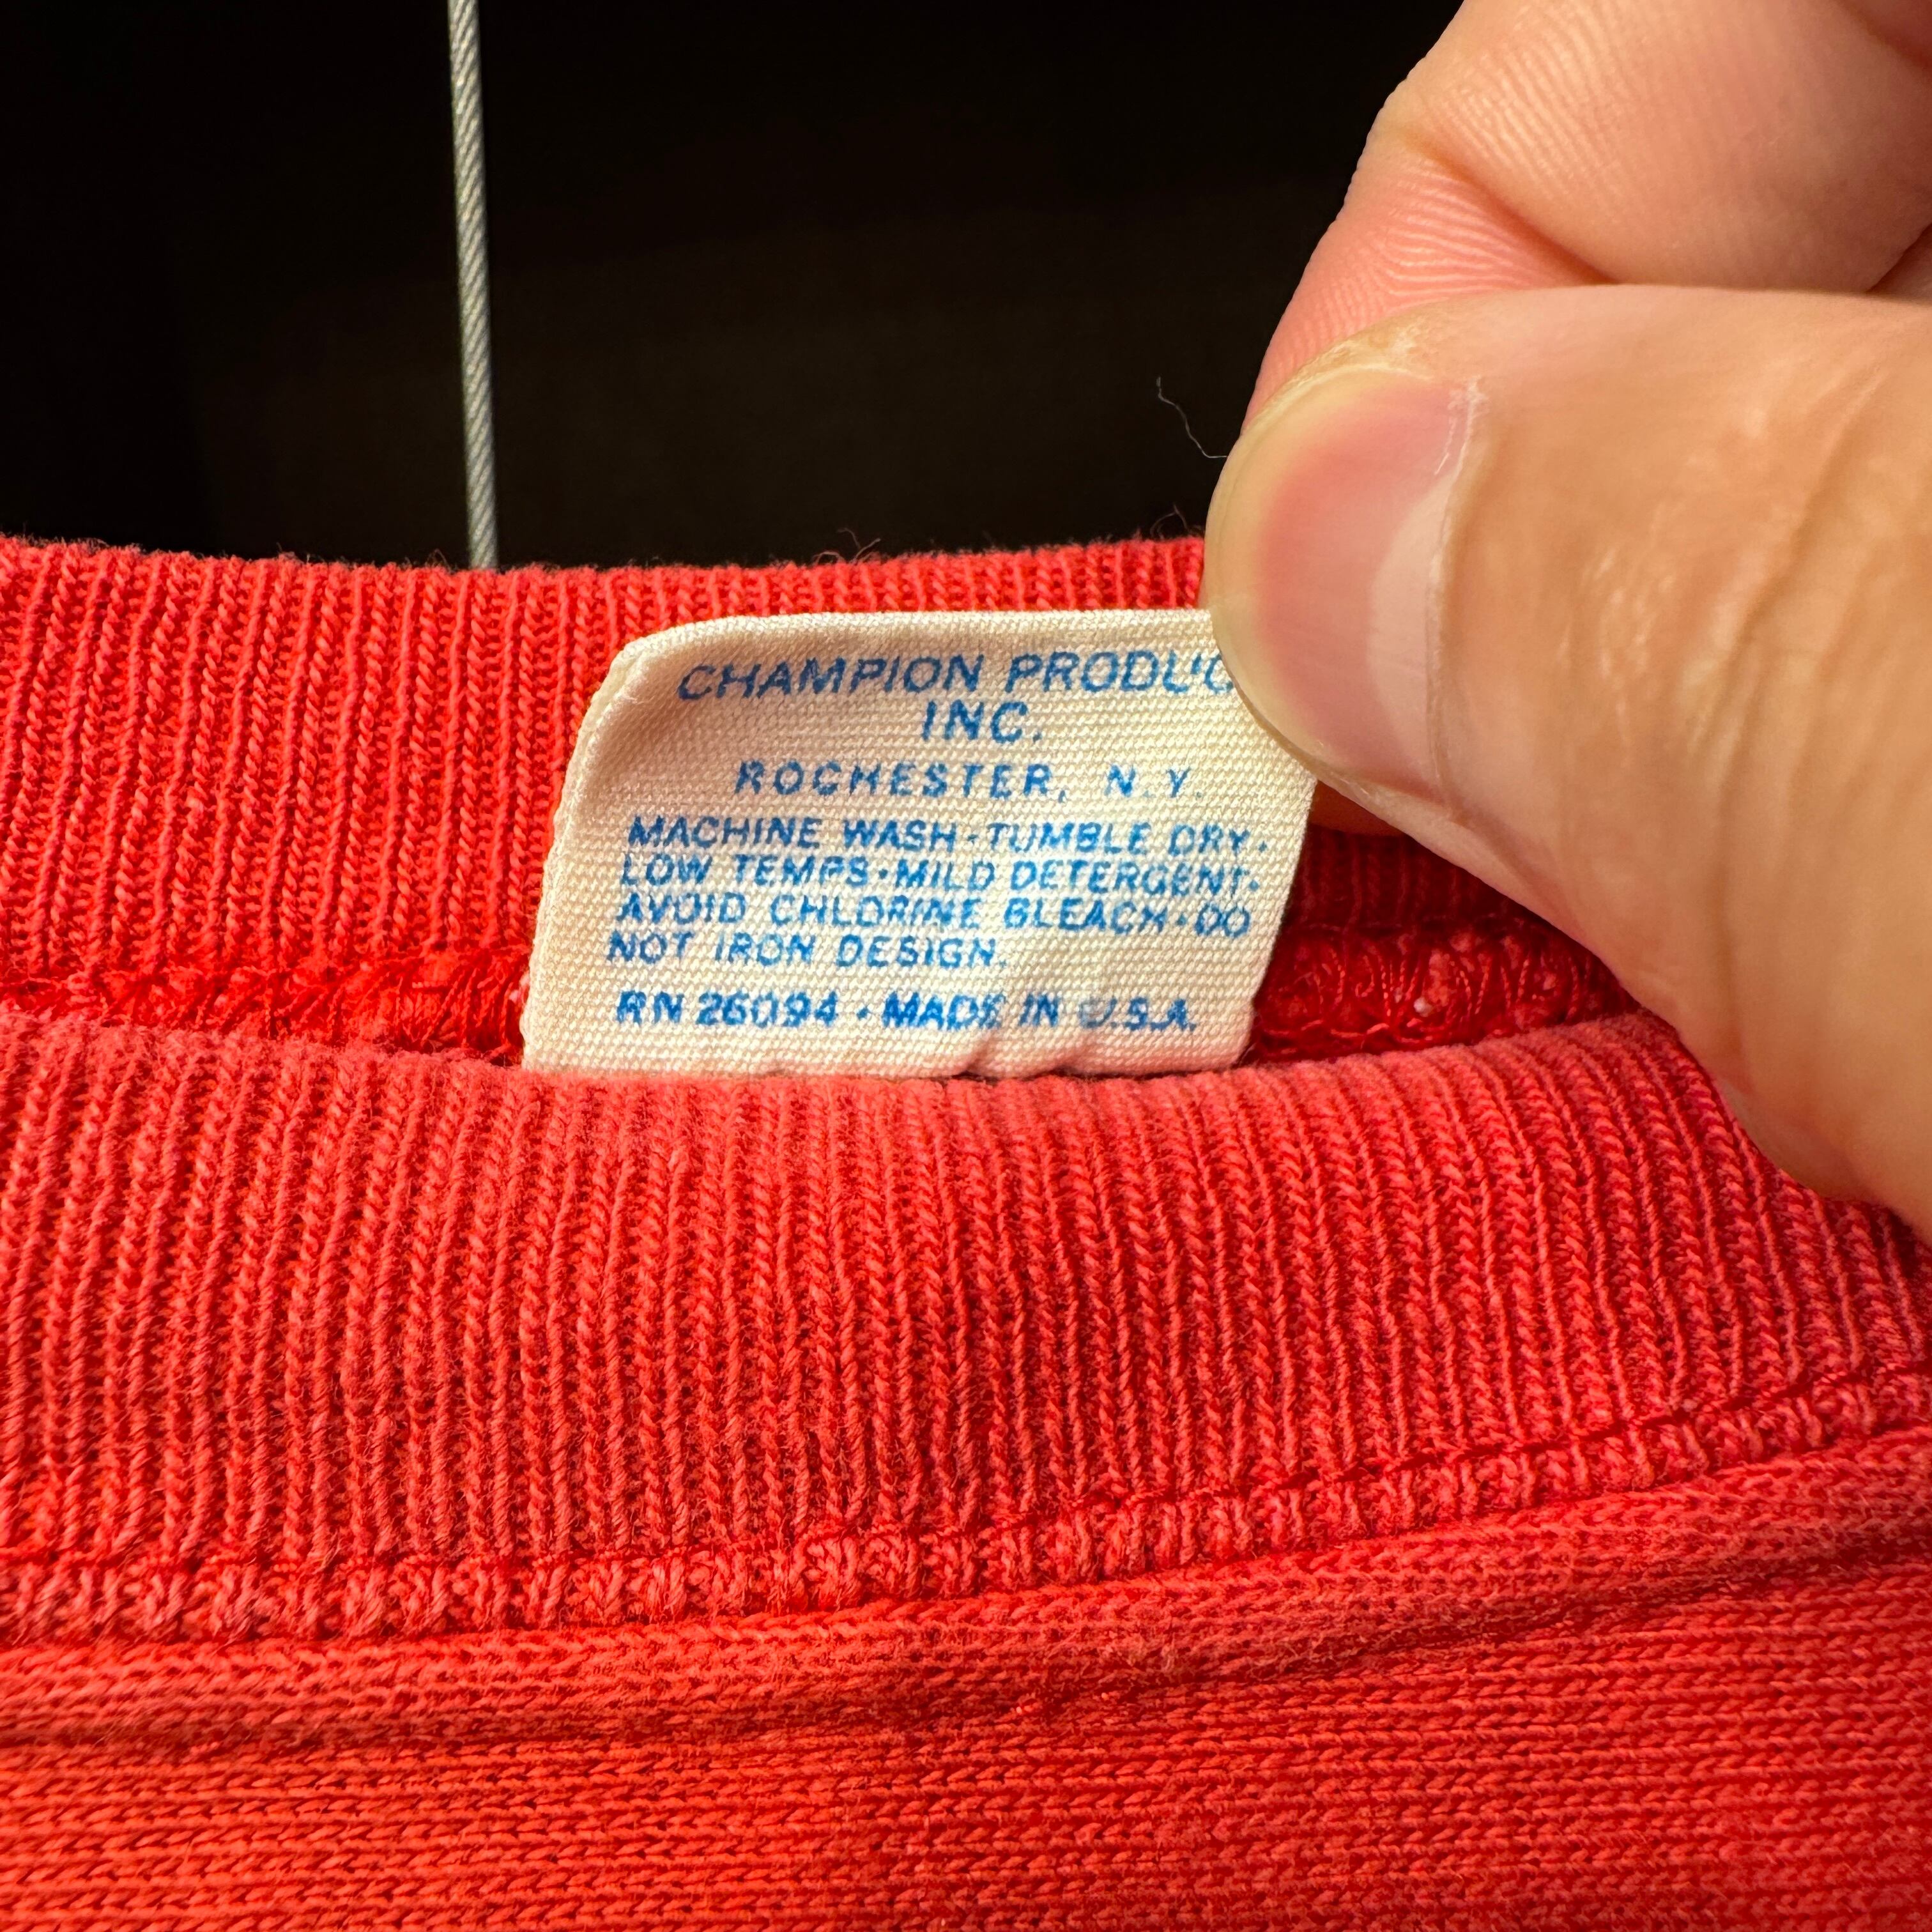 CHAMPION PRODUC
INC.
ROCHESTER, N.Y.
MACHINE WASH·TUMBLE DRY·
LOW TEMPS·MILD DETERGENT·
AVOID CHLORINE BLEACH·DO
NOT IRON DESIGN.
RN 26094 · MADE IN U.S.A.